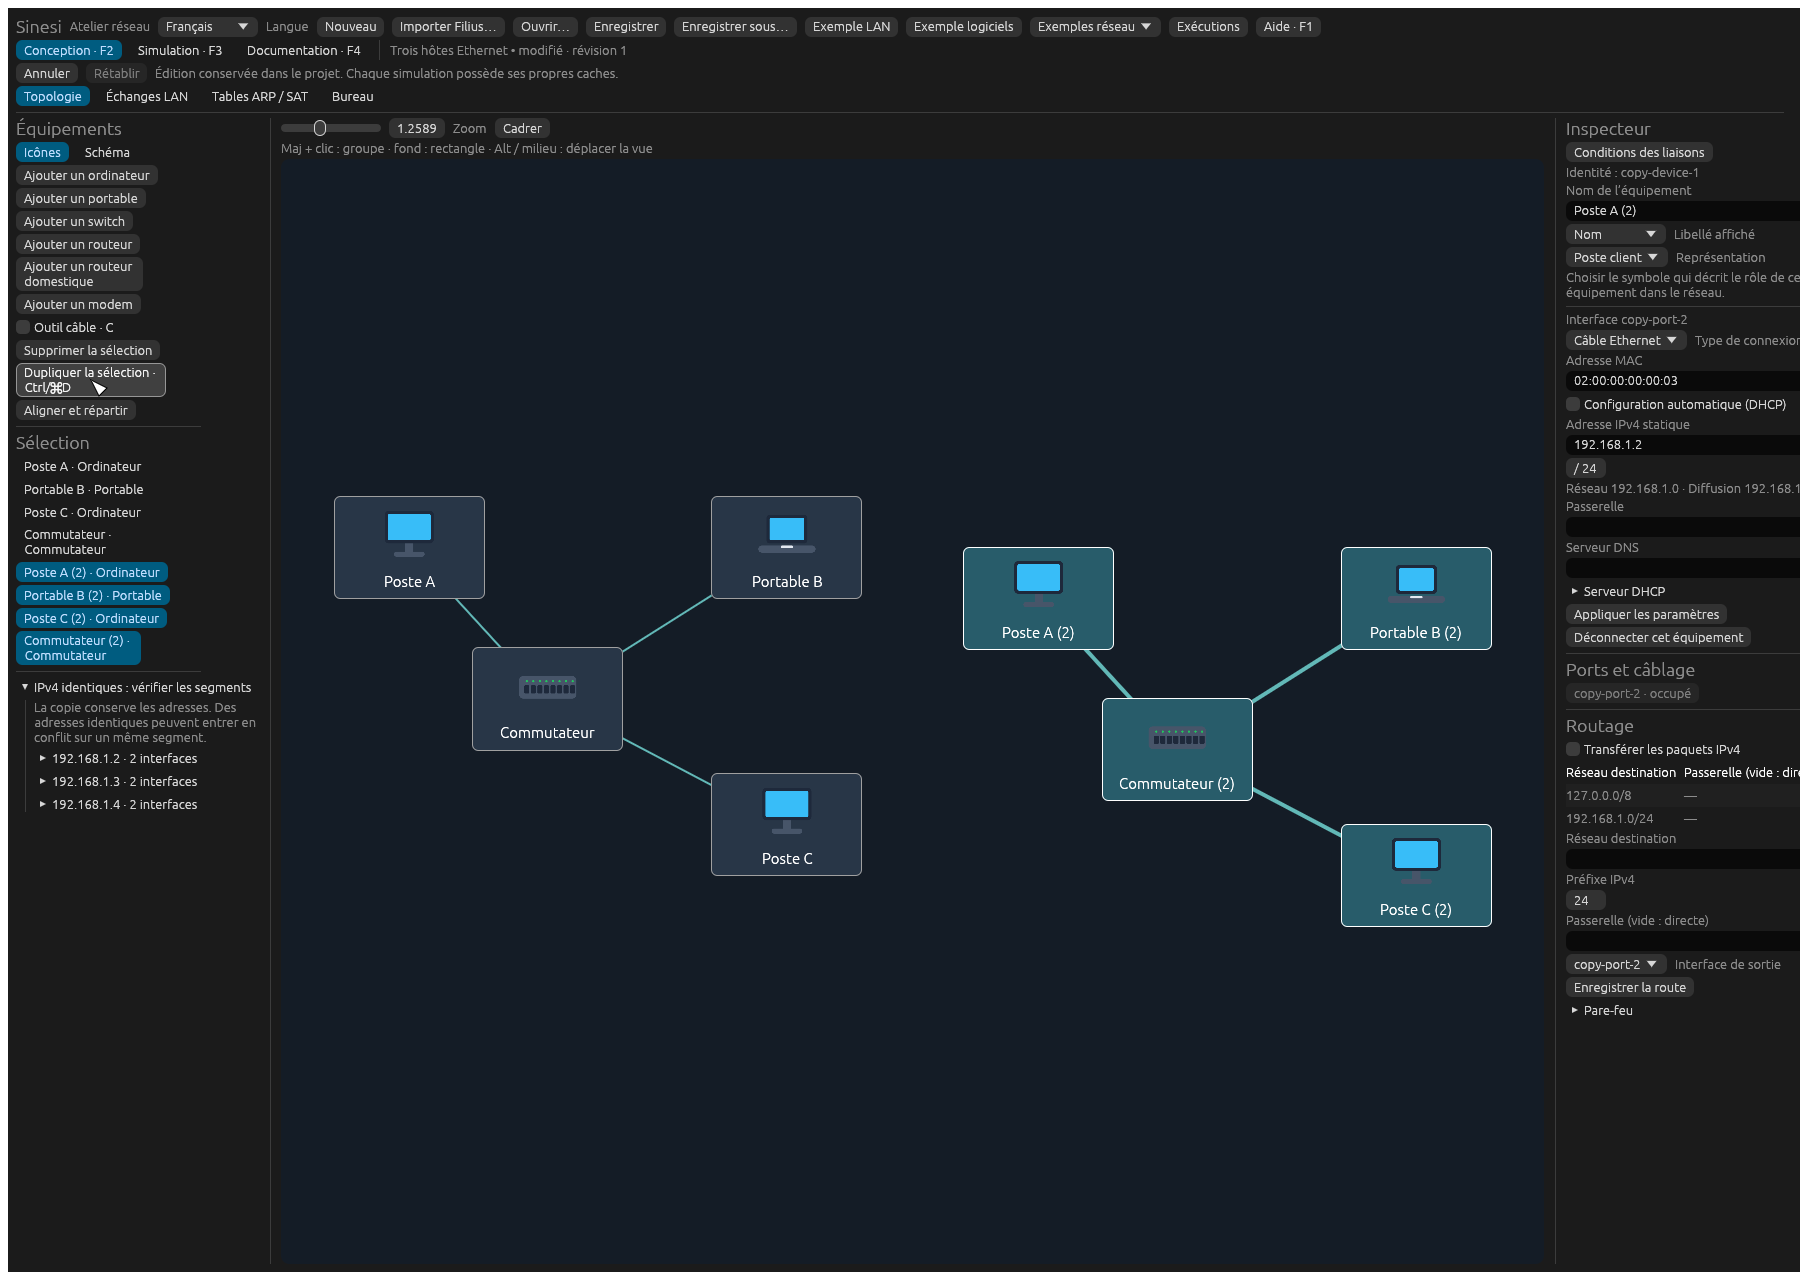 Sinesi Atelier réseau Français Langue Nouveau Importer Filius... Ouvrir... Enregistrer Enregistrer sous... Exemple LAN Exemple logiciels Exemples réseau Exécutions Aide · F1
Conception · F2 Simulation · F3 Documentation · F4 Trois hôtes Ethernet • modifié · révision 1
Annuler Rétablir Édition conservée dans le projet. Chaque simulation possède ses propres caches.
Topologie Échanges LAN Tables ARP / SAT Bureau
Équipements
Icônes Schéma
Ajouter un ordinateur
Ajouter un portable
Ajouter un switch
Ajouter un routeur
Ajouter un routeur
domestique
Ajouter un modem
Outil câble · C
Supprimer la sélection
Dupliquer la sélection ·
Ctrl/⌘D
Aligner et répartir
Sélection
Poste A · Ordinateur
Portable B · Portable
Poste C · Ordinateur
Commutateur ·
Commutateur
Poste A (2) · Ordinateur
Portable B (2) · Portable
Poste C (2) · Ordinateur
Commutateur (2) ·
Commutateur
IPv4 identiques : vérifier les segments
La copie conserve les adresses. Des
adresses identiques peuvent entrer en
conflit sur un même segment.
192.168.1.2 · 2 interfaces
192.168.1.3 · 2 interfaces
192.168.1.4 · 2 interfaces
1.2589 Zoom Cadrer
Maj + clic : groupe · fond : rectangle · Alt / milieu : déplacer la vue
Poste A
Portable B
Commutateur
Poste C
Poste A (2)
Portable B (2)
Commutateur (2)
Poste C (2)
Inspecteur
Conditions des liaisons
Identité : copy-device-1
Nom de l'équipement
Poste A (2)
Nom Libellé affiché
Poste client Représentation
Choisir le symbole qui décrit le rôle de ce
équipement dans le réseau.
Interface copy-port-2
Câble Ethernet Type de connexion
Adresse MAC
02:00:00:00:00:03
Configuration automatique (DHCP)
Adresse IPv4 statique
192.168.1.2
/ 24
Réseau 192.168.1.0 · Diffusion 192.168.1
Passerelle
Serveur DNS
Serveur DHCP
Appliquer les paramètres
Déconnecter cet équipement
Ports et câblage
copy-port-2 · occupé
Routage
Transférer les paquets IPv4
Réseau destination Passerelle (vide : dire
127.0.0.0/8 —
192.168.1.0/24 —
Réseau destination
Préfixe IPv4
24
Passerelle (vide : directe)
copy-port-2 Interface de sortie
Enregistrer la route
Pare-feu